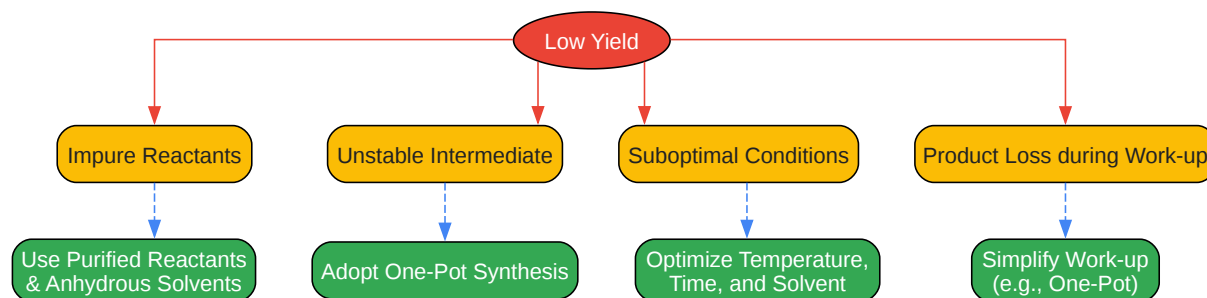 Low Yield
Impure Reactants
Unstable Intermediate
Suboptimal Conditions
Product Loss during Work-up
Use Purified Reactants
& Anhydrous Solvents
Adopt One-Pot Synthesis
Optimize Temperature,
Time, and Solvent
Simplify Work-up
(e.g., One-Pot)